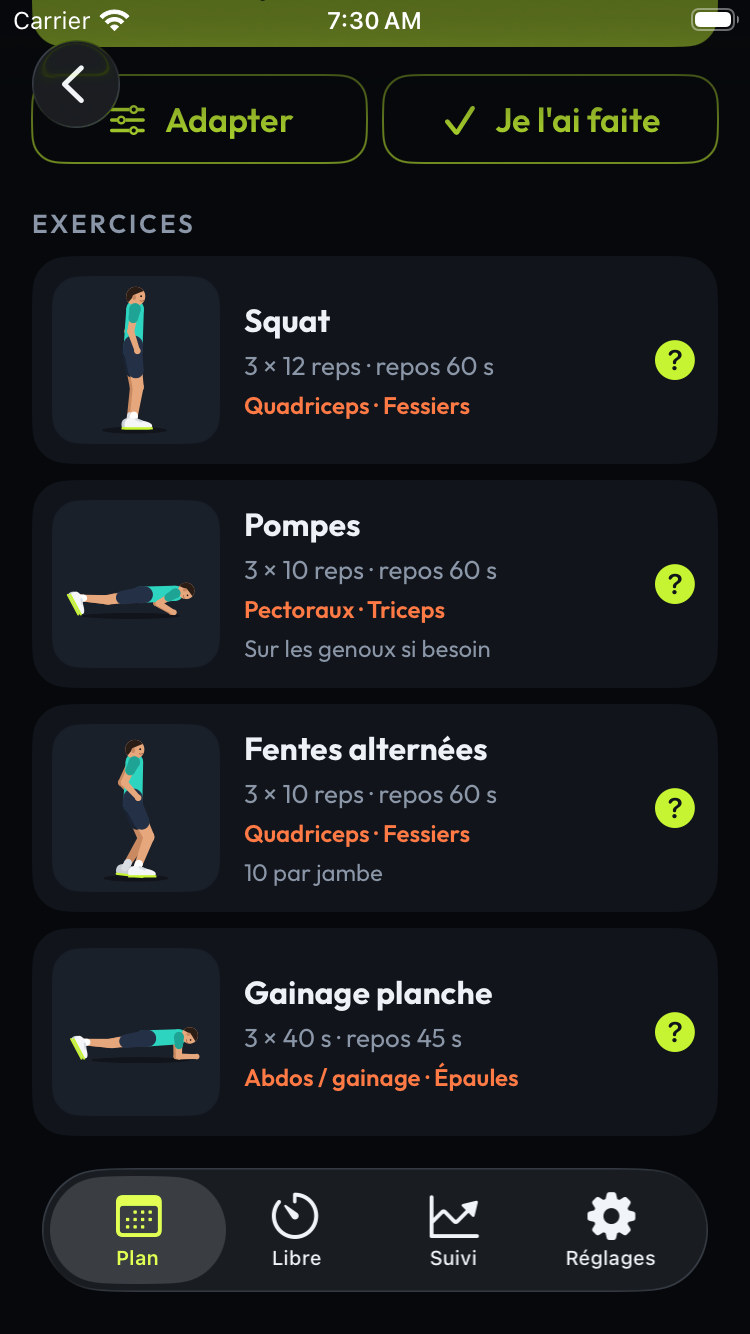 Carrier
7:30 AM
Adapter
Je l'ai faite
EXERCICES
Squat
3 × 12 reps · repos 60 s
Quadriceps · Fessiers
?
Pompes
3 × 10 reps · repos 60 s
Pectoraux · Triceps
Sur les genoux si besoin
?
Fentes alternées
3 × 10 reps · repos 60 s
Quadriceps · Fessiers
10 par jambe
?
Gainage planche
3 × 40 s · repos 45 s
Abdos / gainage · Épaules
?
Plan
Libre
Suivi
Réglages